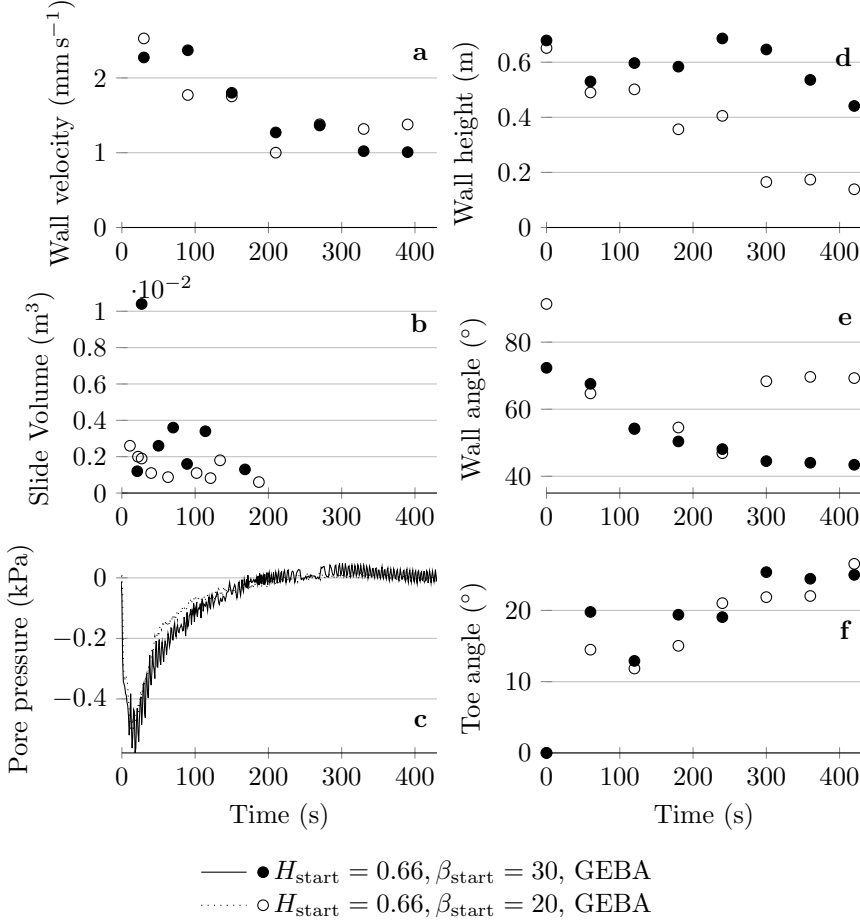 a
2
1
0
0 100 200 300 400
Wall velocity (mm s⁻¹)
d
0.6
0.4
0.2
0
0 100 200 300 400
Wall height (m)
·10⁻²
b
1
0.8
0.6
0.4
0.2
0
0 100 200 300 400
Slide Volume (m³)
e
80
60
40
0 100 200 300 400
Wall angle (°)
c
0
−0.2
−0.4
0 100 200 300 400
Pore pressure (kPa)
Time (s)
f
20
10
0
0 100 200 300 400
Toe angle (°)
Time (s)
H_start = 0.66, β_start = 30, GEBA
H_start = 0.66, β_start = 20, GEBA